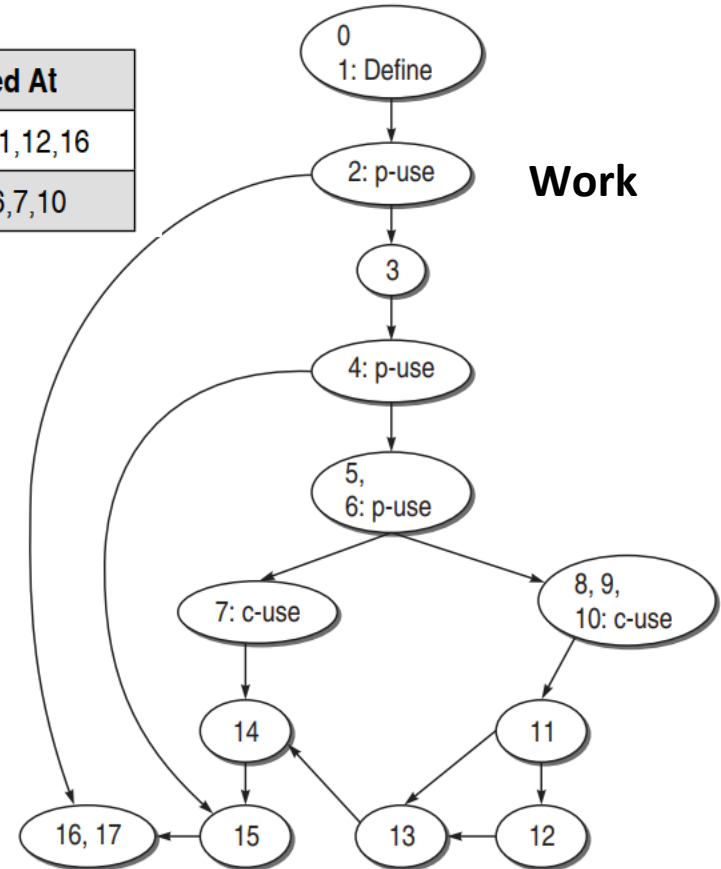 ed At
1,12,16
6,7,10
Work
0
1: Define
2: p-use
3
4: p-use
5,
6: p-use
7: c-use
8, 9,
10: c-use
14
11
16, 17
15
13
12